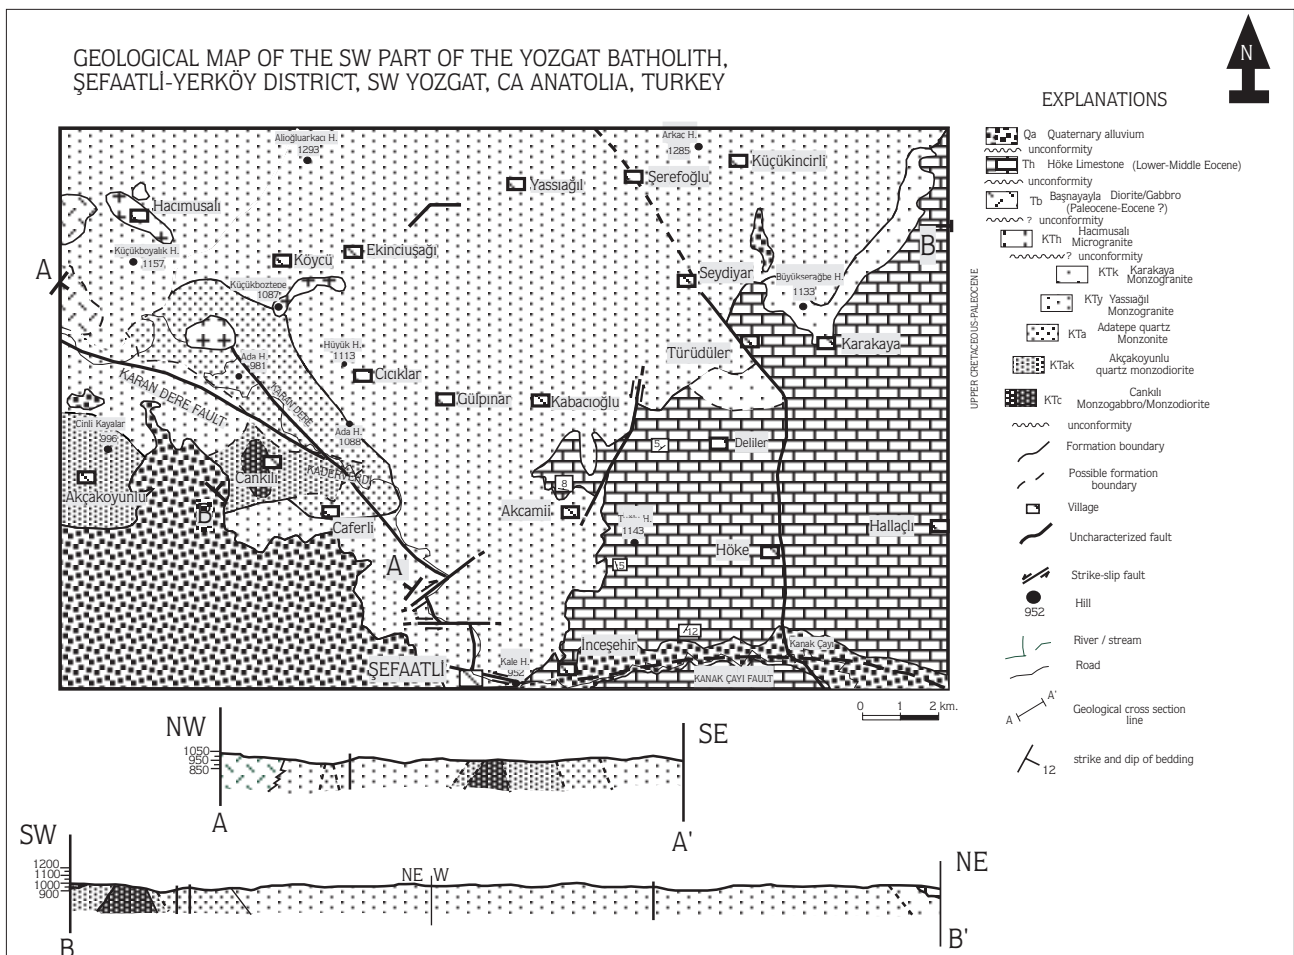 GEOLOGICAL MAP OF THE SW PART OF THE YOZGAT BATHOLITH,
ŞEFAATLİ-YERKÖY DISTRICT, SW YOZGAT, CA ANATOLIA, TURKEY
N
EXPLANATIONS
Qa Quaternary alluvium
unconformity
Th Höke Limestone (Lower-Middle Eocene)
unconformity
Tb Başnayayla Diorite/Gabbro
(Paleocene-Eocene ?)
? unconformity
KTh Hacımusalı
Microgranite
? unconformity
KTk Karakaya
Monzogranite
KTy Yassıağıl
Monzogranite
KTa Adatepe quartz
Monzonite
KTak Akçakoyunlu
quartz monzodiorite
KTc Cankılı
Monzogabbro/Monzodiorite
UPPER CRETACEOUS-PALEOCENE
unconformity
Formation boundary
Possible formation
boundary
Village
Uncharacterized fault
Strike-slip fault
Hill
952
River / stream
Road
A A'
Geological cross section
line
12
strike and dip of bedding
Alioğluarkacı H.
1293
Arkaç H.
1285
Küçükincirli
Şerefoğlu
Yassıağıl
Hacımusalı
Küçükboyalık H.
1157
Ekinciuşağı
Köycü
A
B
Küçükboztepe
1087
Seydiyar
Büyükserağbe H.
1133
Türüdüler
Karakaya
Hüyük H.
1113
Ada H.
981
Cıcıklar
KARAN DERE FAULT
KARAN DERE
Gülpınar
Kabacıoğlu
Cinli Kayalar
996
Ada H.
1088
Deliler
5
Cankılı
KADERVERDİ
Akçakoyunlu
8
B
Caferli
Akcamii
H.
1143
Hallaçlı
Höke
A'
5
12
İnceşehir
Kanak Çayı
ŞEFAATLİ
Kale H.
952
KANAK ÇAYI FAULT
0 1 2 km.
NW
SE
1050
950
850
A
A'
SW
NE
1200
1100
1000
900
NE W
B
B'